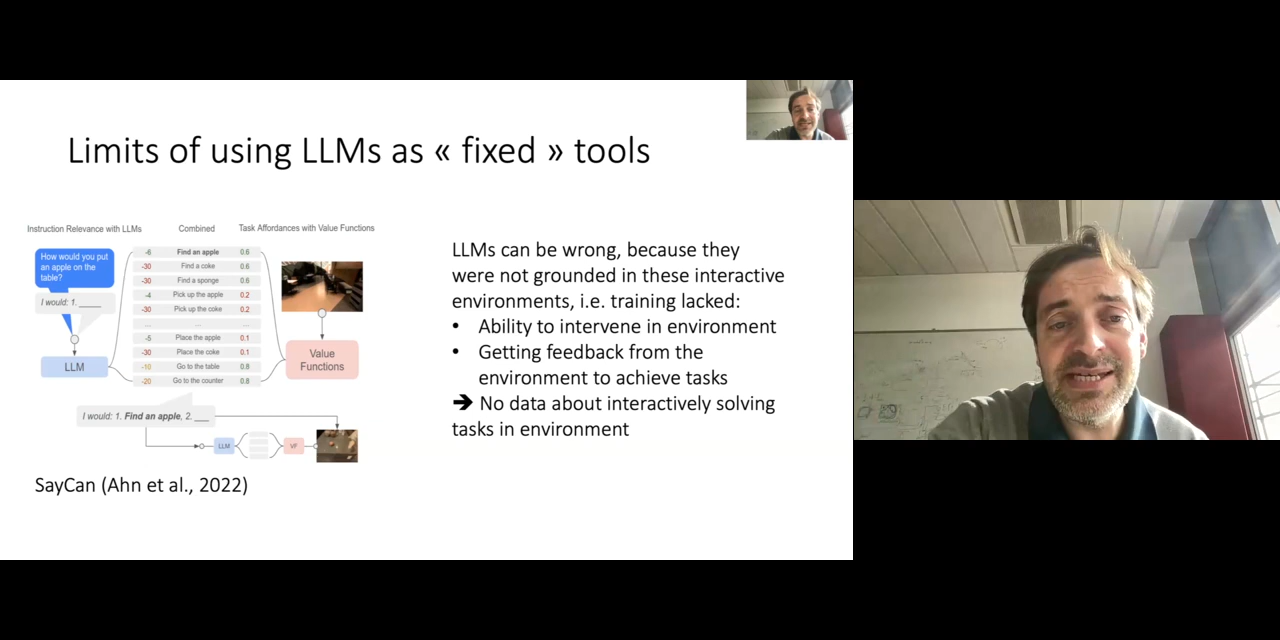 Limits of using LLMs as « fixed » tools
Instruction Relevance with LLMs
Combined
Task Affordances with Value Functions
How would you put
an apple on the
table?
I would: 1. _____
LLM
-6 Find an apple 0.6
-30 Find a coke 0.6
-30 Find a sponge 0.6
-4 Pick up the apple 0.2
-30 Pick up the coke 0.2
... ... ...
-5 Place the apple 0.1
-30 Place the coke 0.1
-10 Go to the table 0.8
-20 Go to the counter 0.8
Value
Functions
I would: 1. Find an apple, 2. ___
LLM
VF
SayCan (Ahn et al., 2022)
LLMs can be wrong, because they
were not grounded in these interactive
environments, i.e. training lacked:
• Ability to intervene in environment
• Getting feedback from the
environment to achieve tasks
➔ No data about interactively solving
tasks in environment